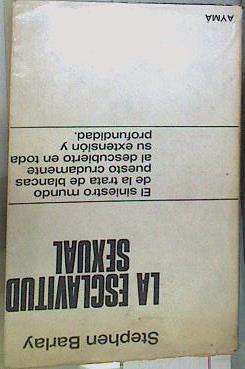 Stephen Barlay
LA ESCLAVITUD
SEXUAL
El siniestro mundo
de la trata de blancas
puesto crudamente
al descubierto en toda
su extensión y
profundidad.
AYMÁ